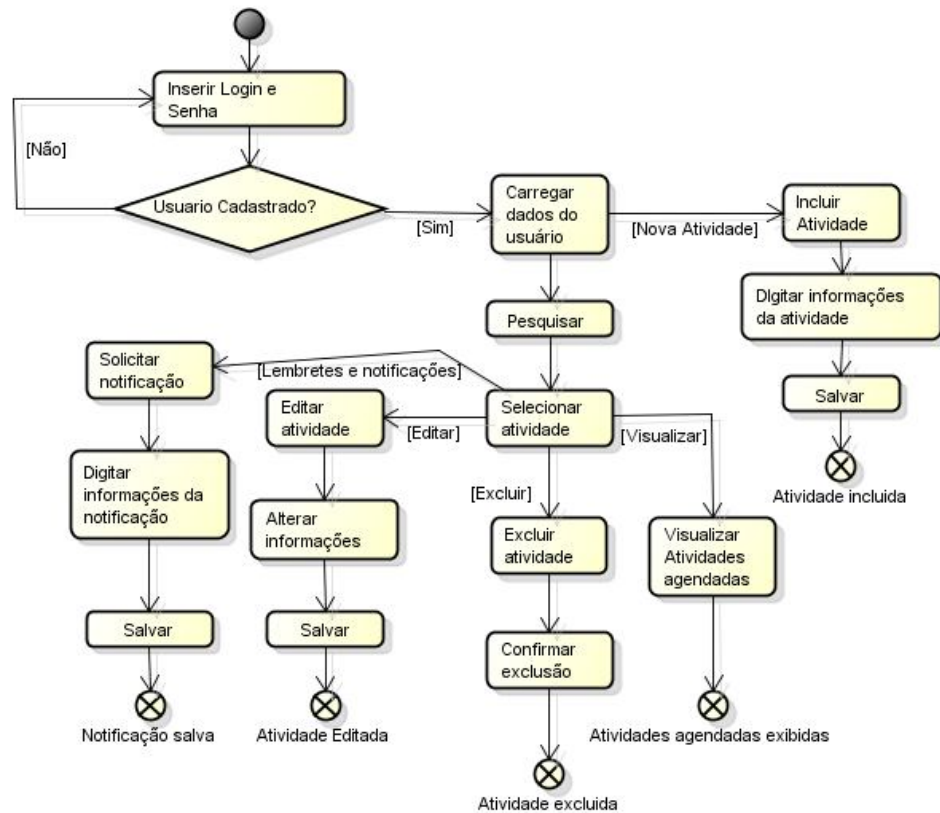 Inserir Login e
Senha
[Não]
Usuario Cadastrado?
[Sim]
Carregar
dados do
usuário
[Nova Atividade]
Incluir
Atividade
DIgitar informações
da atividade
Pesquisar
Salvar
Atividade incluida
Solicitar
notificação
[Lembretes e notificações]
Editar
atividade
[Editar]
Selecionar
atividade
[Visualizar]
Digitar
informações da
notificação
Alterar
informações
[Excluir]
Excluir
atividade
Visualizar
Atividades
agendadas
Salvar
Salvar
Confirmar
exclusão
Notificação salva
Atividade Editada
Atividades agendadas exibidas
Atividade excluida